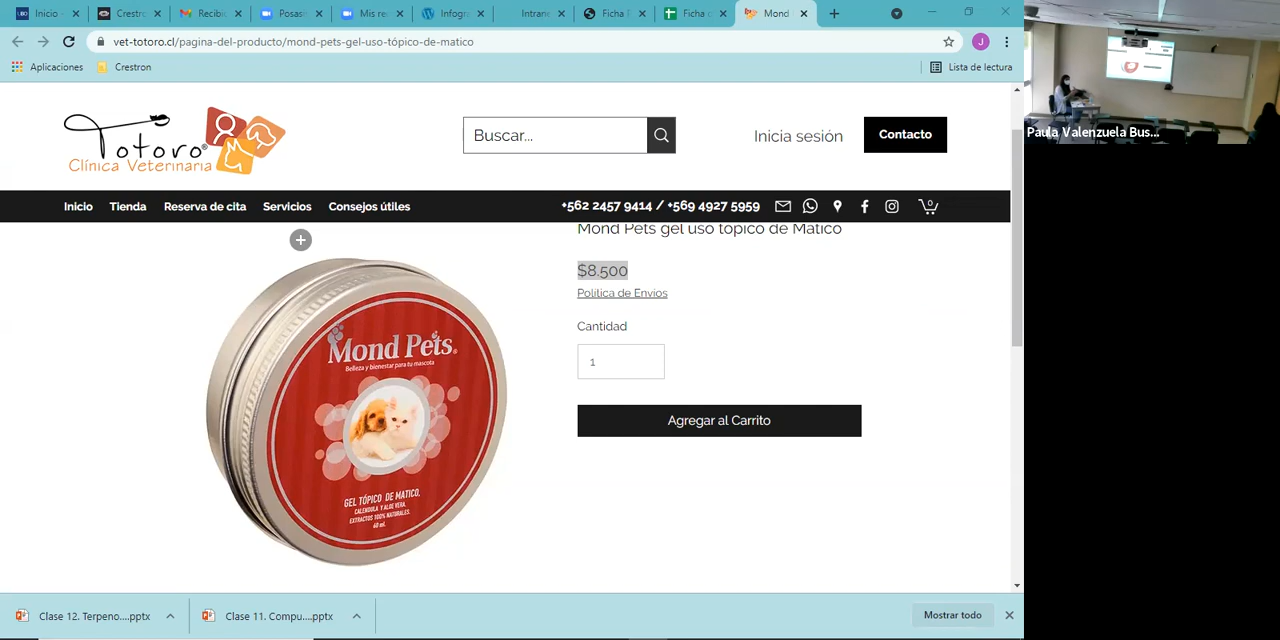 Inicio -
Crestro
Recibi
Posas
Mis re
Infogr
Intrane
Ficha
Ficha
Mond
vet-totoro.cl/pagina-del-producto/mond-pets-gel-uso-tópico-de-matico
J
Aplicaciones
Crestron
Lista de lectura
Totoro®
Clínica Veterinaria
Buscar...
Inicia sesión
Contacto
Inicio
Tienda
Reserva de cita
Servicios
Consejos útiles
+562 2457 9414 / +569 4927 5959
0
Mond Pets gel uso tópico de Matico
$8.500
Política de Envíos
Cantidad
1
Agregar al Carrito
Mond Pets®
Belleza y bienestar para tu mascota
GEL TÓPICO DE MATICO.
CALENDULA Y ALOE VERA.
EXTRACTOS 100% NATURALES.
60 ml.
Clase 12. Terpeno....pptx
Clase 11. Compu....pptx
Mostrar todo
Paula Valenzuela Bus...